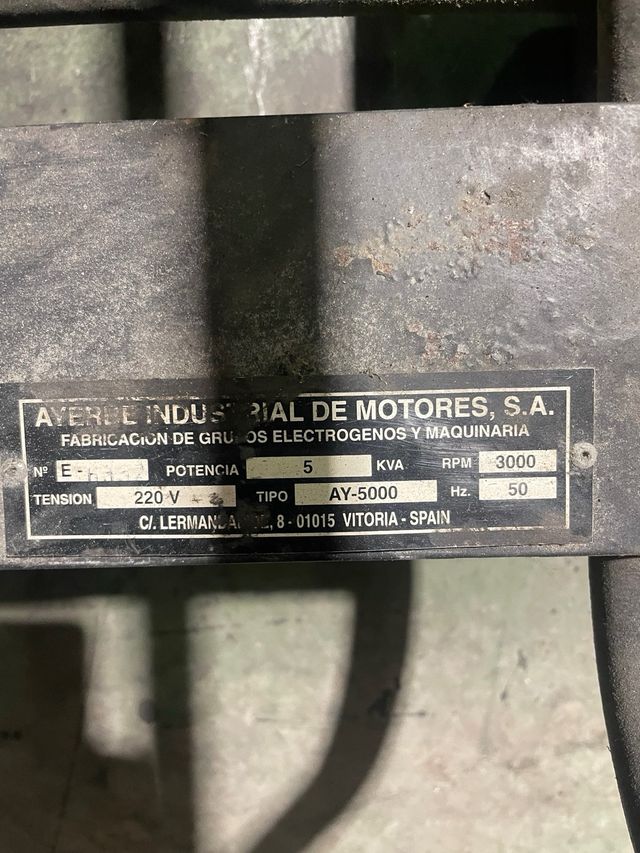 AYERBE INDUSTRIAL DE MOTORES, S.A.
FABRICACION DE GRUPOS ELECTROGENOS Y MAQUINARIA
Nº E- POTENCIA 5 KVA RPM 3000
TENSION 220 V TIPO AY-5000 Hz. 50
C/. 8 - 01015 VITORIA - SPAIN